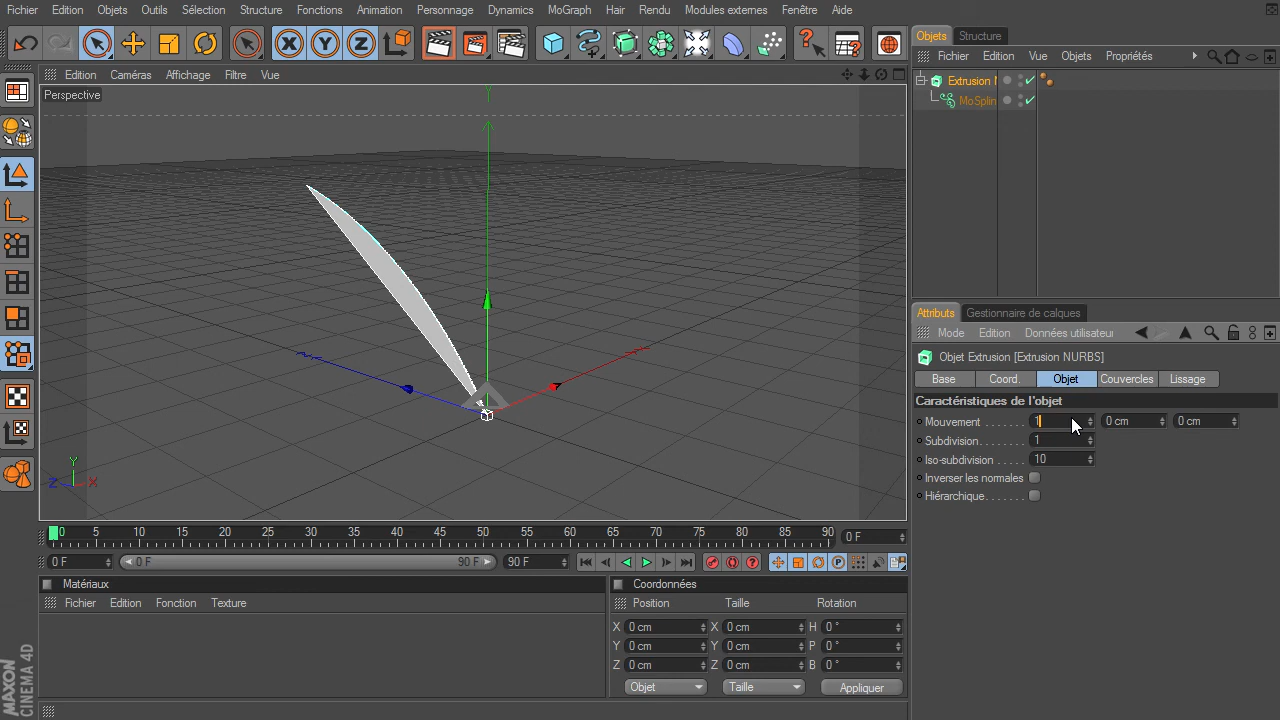 Fichier Edition Objets Outils Sélection Structure Fonctions Animation Personnage Dynamics MoGraph Hair Rendu Modules externes Fenêtre Aide
Objets Structure
Fichier Edition Vue Objets Propriétés
Extrusion
MoSplin
Edition Caméras Affichage Filtre Vue
Perspective
Y
Y
Z X
Attributs Gestionnaire de calques
Mode Edition Données utilisateur
Objet Extrusion [Extrusion NURBS]
Base Coord. Objet Couvercles Lissage
Caractéristiques de l'objet
Mouvement . . . . . . . 1 0 cm 0 cm
Subdivision . . . . . . . 1
Iso-subdivision . . . . . 10
Inverser les normales
Hiérarchique . . . . . . .
0 5 10 15 20 25 30 35 40 45 50 55 60 65 70 75 80 85 90 0 F
0 F 0 F 90 F 90 F
Matériaux
Fichier Edition Fonction Texture
Coordonnées
Position Taille Rotation
X 0 cm X 0 cm H 0 °
Y 0 cm Y 0 cm P 0 °
Z 0 cm Z 0 cm B 0 °
Objet Taille Appliquer
MAXON
CINEMA 4D